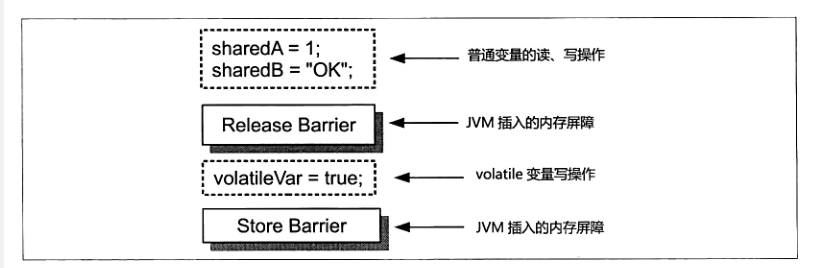 sharedA = 1;
sharedB = "OK";
普通变量的读、写操作
Release Barrier
JVM 插入的内存屏障
volatileVar = true;
volatile 变量写操作
Store Barrier
JVM 插入的内存屏障